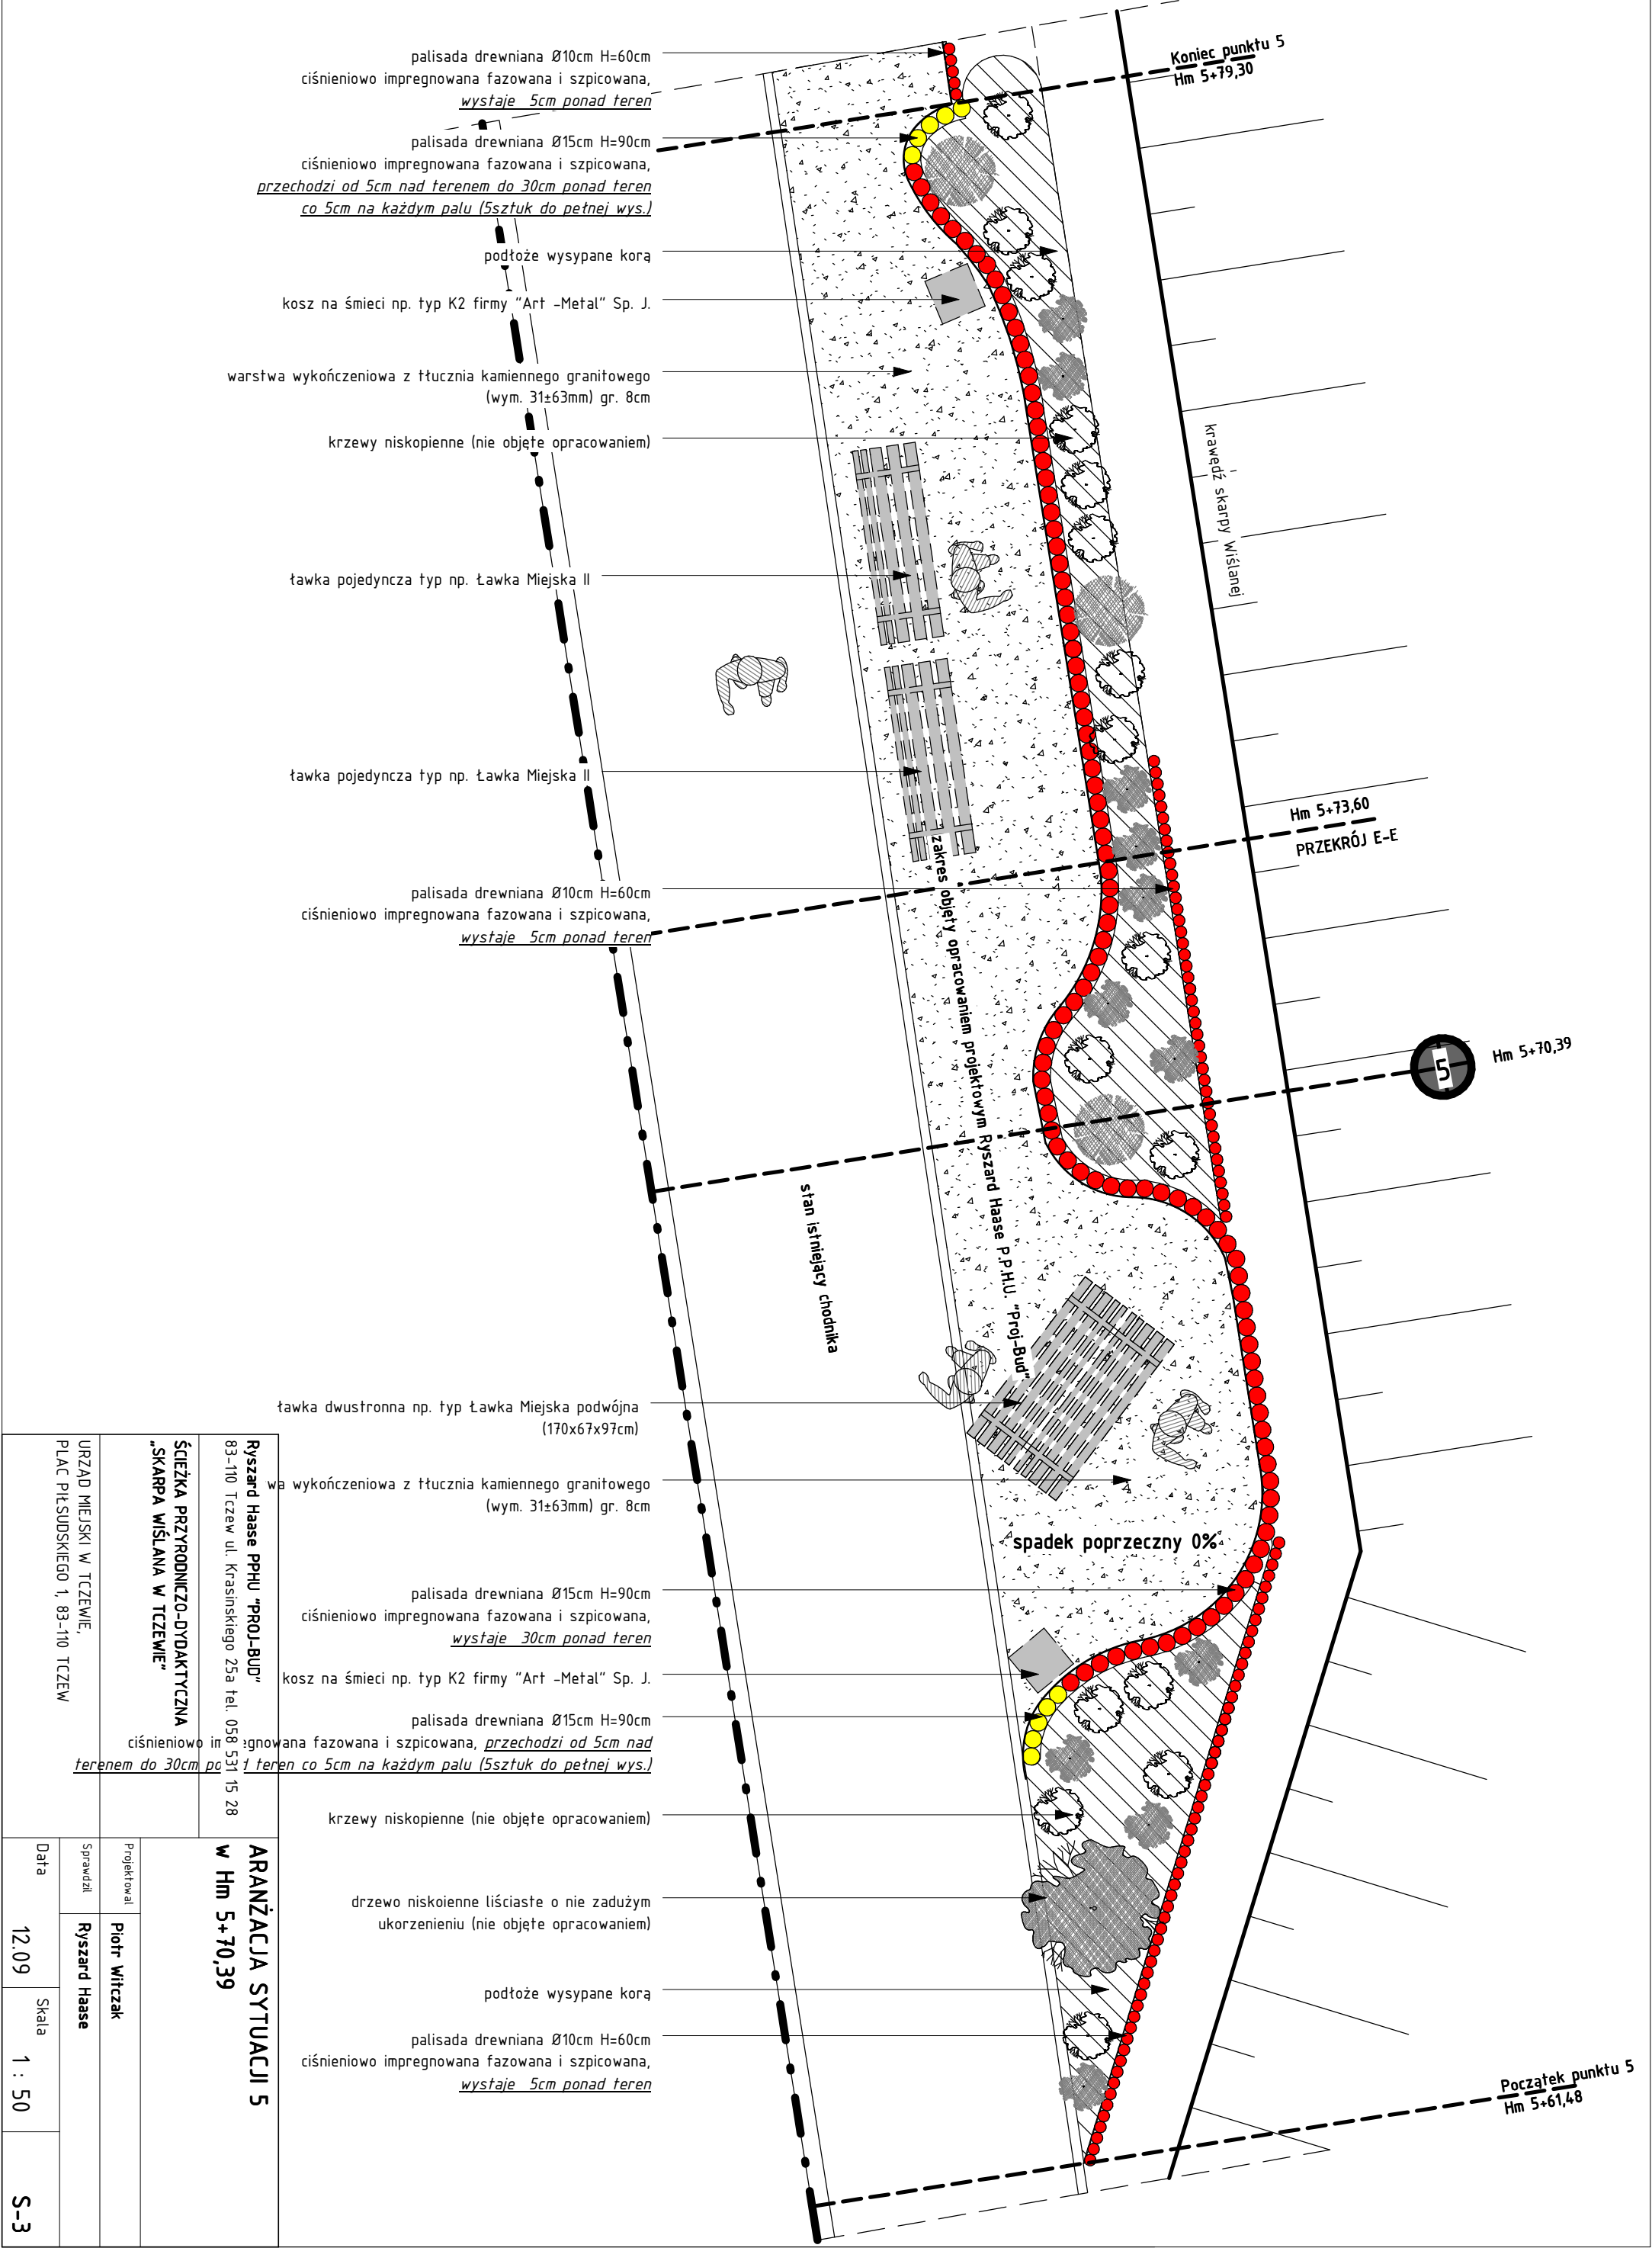 palisada drewniana Ø10cm H=60cm
ciśnieniowo impregnowana fazowana i szpicowana,
wystaje 5cm ponad teren
palisada drewniana Ø15cm H=90cm
ciśnieniowo impregnowana fazowana i szpicowana,
przechodzi od 5cm nad terenem do 30cm ponad teren
co 5cm na każdym palu (5sztuk do pełnej wys.)
podłoże wysypane korą
kosz na śmieci np. typ K2 firmy "Art -Metal" Sp. J.
warstwa wykończeniowa z tłucznia kamiennego granitowego
(wym. 31±63mm) gr. 8cm
krzewy niskopienne (nie objęte opracowaniem)
ławka pojedyncza typ np. Ławka Miejska II
ławka pojedyncza typ np. Ławka Miejska II
palisada drewniana Ø10cm H=60cm
ciśnieniowo impregnowana fazowana i szpicowana,
wystaje 5cm ponad teren
ławka dwustronna np. typ Ławka Miejska podwójna
(170x67x97cm)
wa wykończeniowa z tłucznia kamiennego granitowego
(wym. 31±63mm) gr. 8cm
palisada drewniana Ø15cm H=90cm
ciśnieniowo impregnowana fazowana i szpicowana,
wystaje 30cm ponad teren
kosz na śmieci np. typ K2 firmy "Art -Metal" Sp. J.
palisada drewniana Ø15cm H=90cm
ciśnieniowo im egnowana fazowana i szpicowana, przechodzi od 5cm nad
terenem do 30cm po d teren co 5cm na każdym palu (5sztuk do pełnej wys.)
krzewy niskopienne (nie objęte opracowaniem)
drzewo niskoienne liściaste o nie zadużym
ukorzenieniu (nie objęte opracowaniem)
podłoże wysypane korą
palisada drewniana Ø10cm H=60cm
ciśnieniowo impregnowana fazowana i szpicowana,
wystaje 5cm ponad teren
Koniec punktu 5
Hm 5+79,30
krawędź skarpy Wiślanej
Hm 5+73,60
PRZEKRÓJ E-E
5
Hm 5+70,39
zakres objęty opracowaniem projektowym Ryszard Haase P.P.H.U. "Proj-Bud"
stan istniejący chodnika
spadek poprzeczny 0%
Początek punktu 5
Hm 5+61,48
Ryszard Haase PPHU "PROJ-BUD"
83-110 Tczew ul. Krasinskiego 25a tel. 058 531 15 28
ŚCIEŻKA PRZYRODNICZO-DYDAKTYCZNA
„SKARPA WIŚLANA W TCZEWIE"
URZĄD MIEJSKI W TCZEWIE,
PLAC PIŁSUDSKIEGO 1, 83-110 TCZEW
ARANŻACJA SYTUACJI 5
w Hm 5+70,39
Projektował
Piotr Witczak
Sprawdził
Ryszard Haase
Data
12.09
Skala
1 : 50
S-3